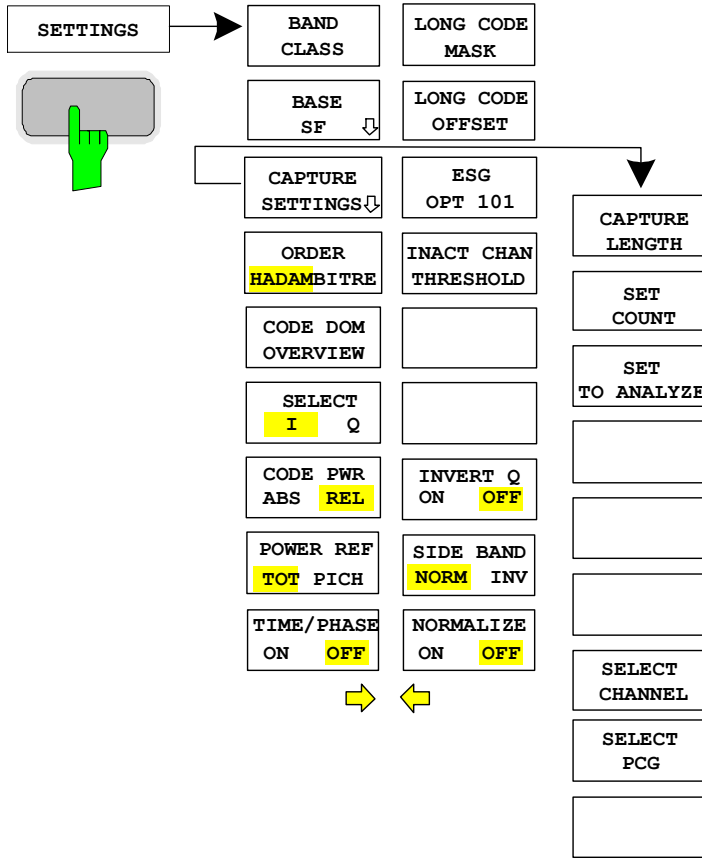 SETTINGS
BAND
CLASS
BASE
SF
CAPTURE
SETTINGS
ORDER
HADAMBITRE
CODE DOM
OVERVIEW
SELECT
I Q
CODE PWR
ABS REL
POWER REF
TOT PICH
TIME/PHASE
ON OFF
LONG CODE
MASK
LONG CODE
OFFSET
ESG
OPT 101
INACT CHAN
THRESHOLD
INVERT Q
ON OFF
SIDE BAND
NORM INV
NORMALIZE
ON OFF
CAPTURE
LENGTH
SET
COUNT
SET
TO ANALYZE
SELECT
CHANNEL
SELECT
PCG